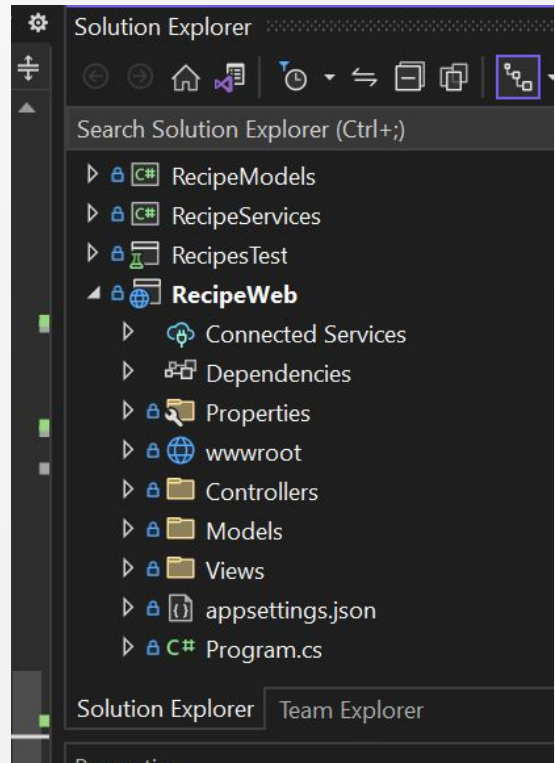 Solution Explorer
Search Solution Explorer (Ctrl+;)
C# RecipeModels
C# RecipeServices
RecipesTest
RecipeWeb
Connected Services
Dependencies
Properties
wwwroot
Controllers
Models
Views
appsettings.json
C# Program.cs
Solution Explorer Team Explorer